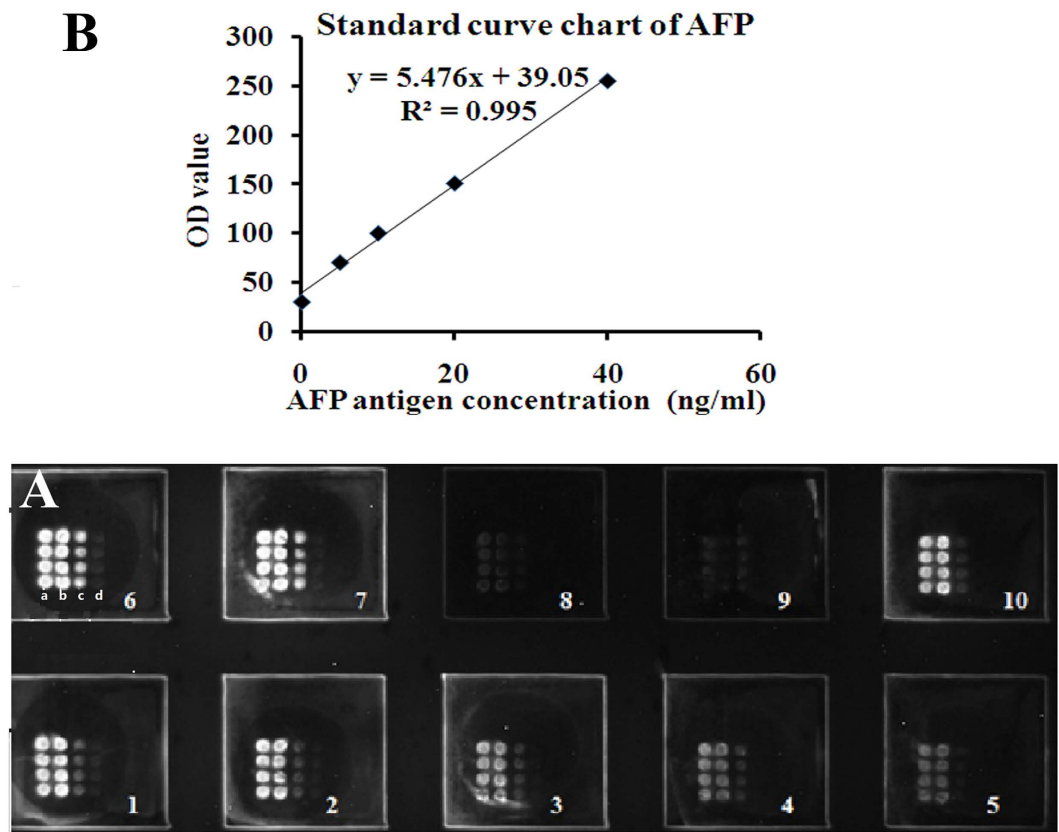 B
Standard curve chart of AFP
300
y = 5.476x + 39.05
R² = 0.995
250
200
150
100
50
0
OD value
0 20 40 60
AFP antigen concentration (ng/ml)
A
a b c d
6 7 8 9 10
1 2 3 4 5